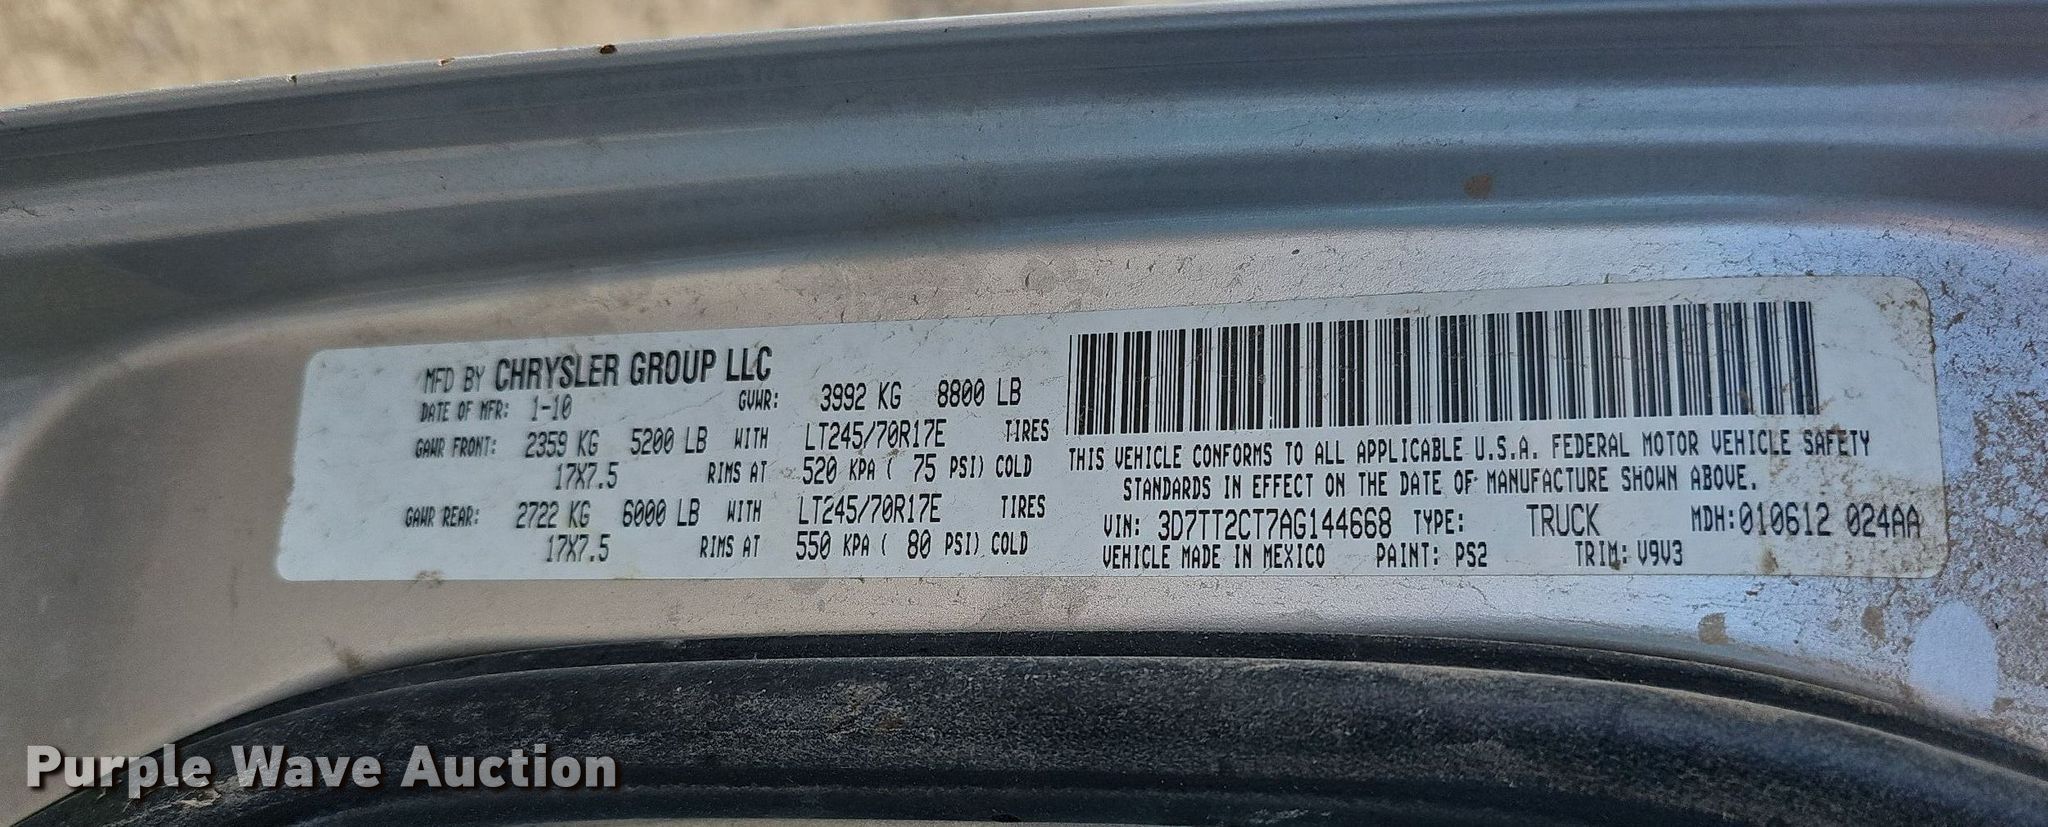 MFD BY CHRYSLER GROUP LLC
DATE OF MFR: 1-10 GVWR: 3992 KG 8800 LB
GAWR FRONT: 2359 KG 5200 LB WITH LT245/70R17E TIRES
17X7.5 RIMS AT 520 KPA ( 75 PSI) COLD
GAWR REAR: 2722 KG 6000 LB WITH LT245/70R17E TIRES
17X7.5 RIMS AT 550 KPA ( 80 PSI) COLD
THIS VEHICLE CONFORMS TO ALL APPLICABLE U.S.A. FEDERAL MOTOR VEHICLE SAFETY
STANDARDS IN EFFECT ON THE DATE OF MANUFACTURE SHOWN ABOVE.
VIN: 3D7TT2CT7AG144668 TYPE: TRUCK MDH:010612 024AA
VEHICLE MADE IN MEXICO PAINT: PS2 TRIM: V9V3
Purple Wave Auction